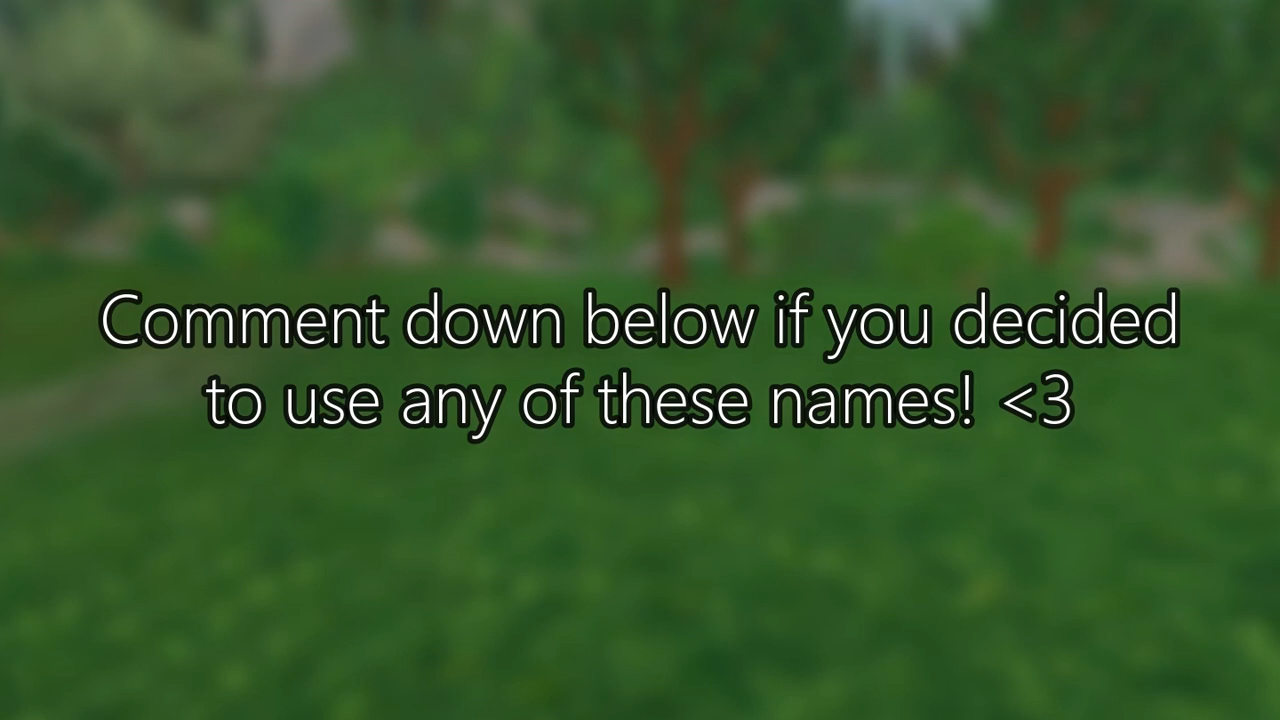 Comment down below if you decided
to use any of these names! <3